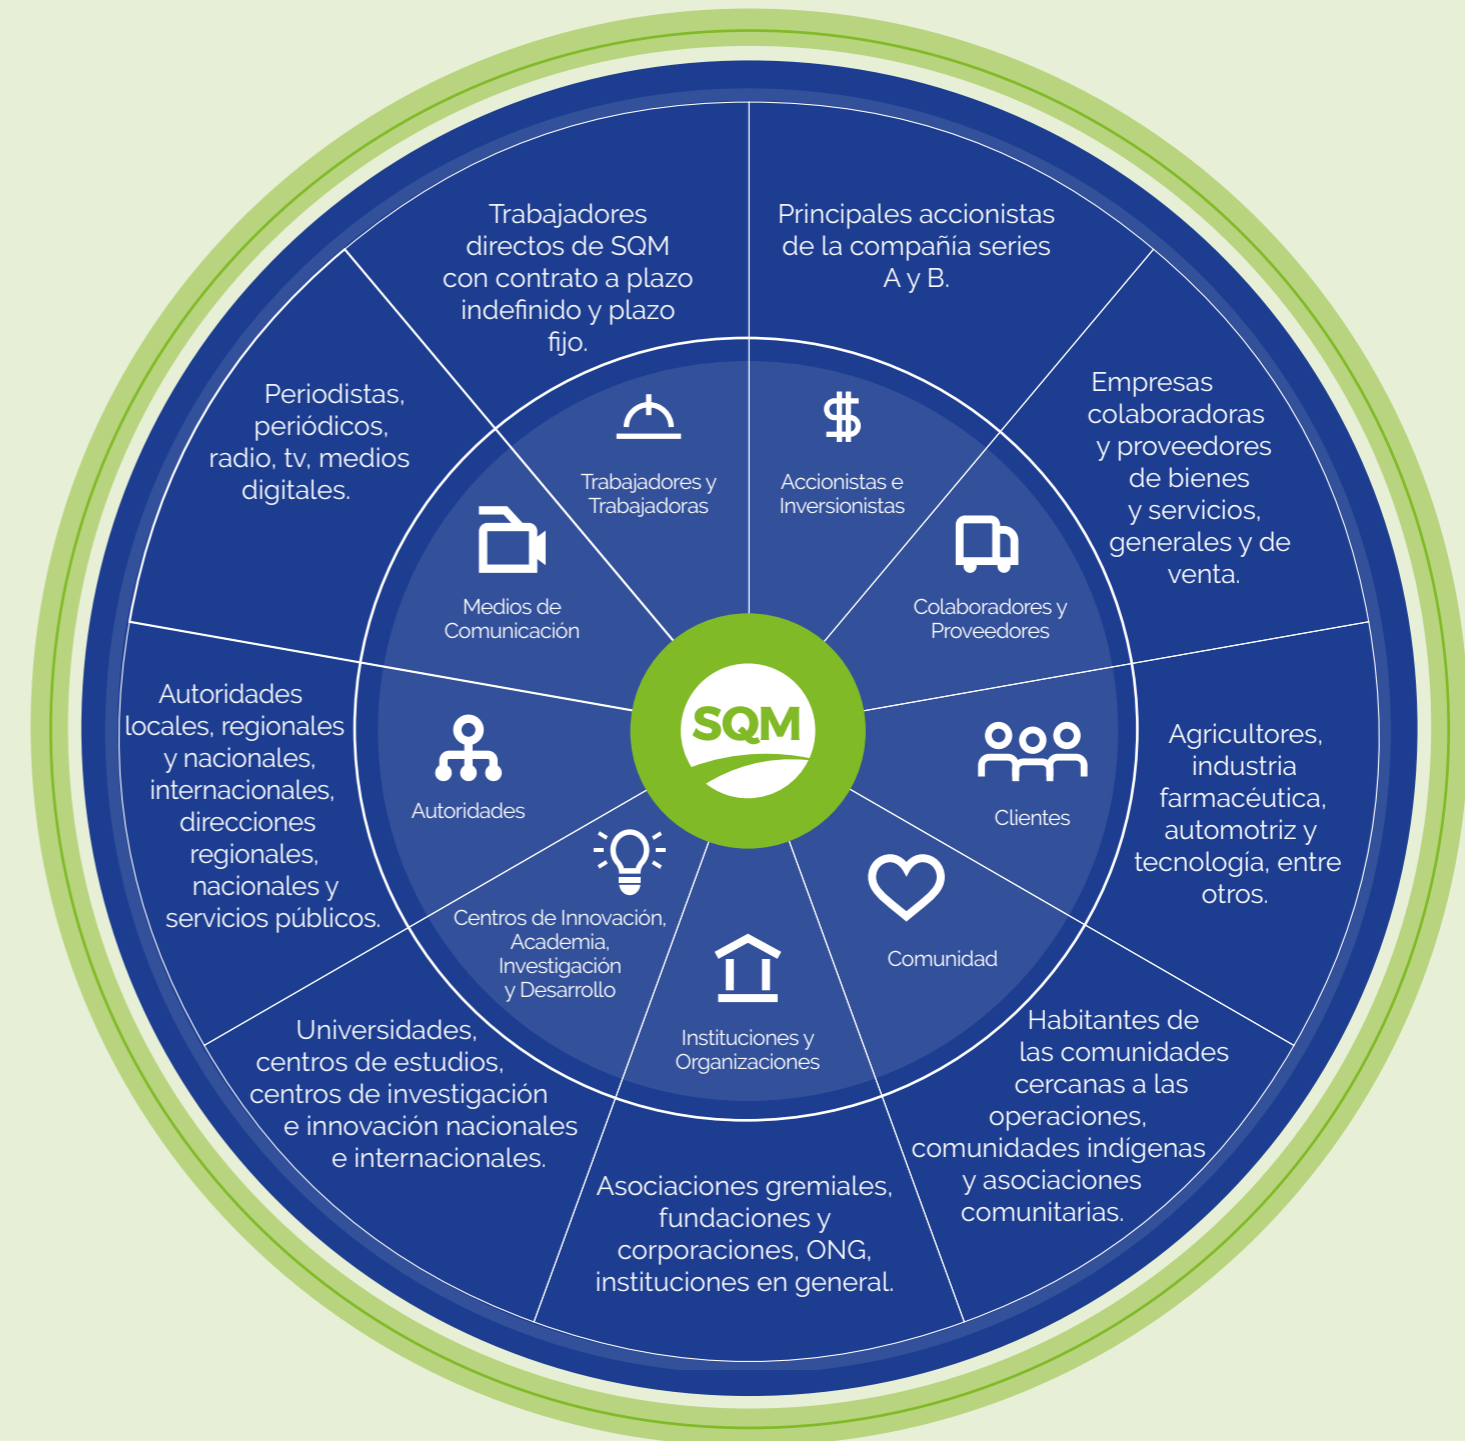 Trabajadores
directos de SQM
con contrato a plazo
indefinido y plazo
fijo.
Principales accionistas
de la compañía series
A y B.
Empresas
colaboradoras
y proveedores
de bienes
y servicios,
generales y de
venta.
Agricultores,
industria
farmacéutica,
automotriz y
tecnología, entre
otros.
Habitantes de
las comunidades
cercanas a las
operaciones,
comunidades indígenas
y asociaciones
comunitarias.
Asociaciones gremiales,
fundaciones y
corporaciones, ONG,
instituciones en general.
Universidades,
centros de estudios,
centros de investigación
e innovación nacionales
e internacionales.
Autoridades
locales, regionales
y nacionales,
internacionales,
direcciones
regionales,
nacionales y
servicios públicos.
Periodistas,
periódicos,
radio, tv, medios
digitales.
Trabajadores y
Trabajadoras
Accionistas e
Inversionistas
Colaboradores y
Proveedores
Clientes
Comunidad
Instituciones y
Organizaciones
Centros de Innovación,
Academia,
Investigación
y Desarrollo
Autoridades
Medios de
Comunicación
SQM